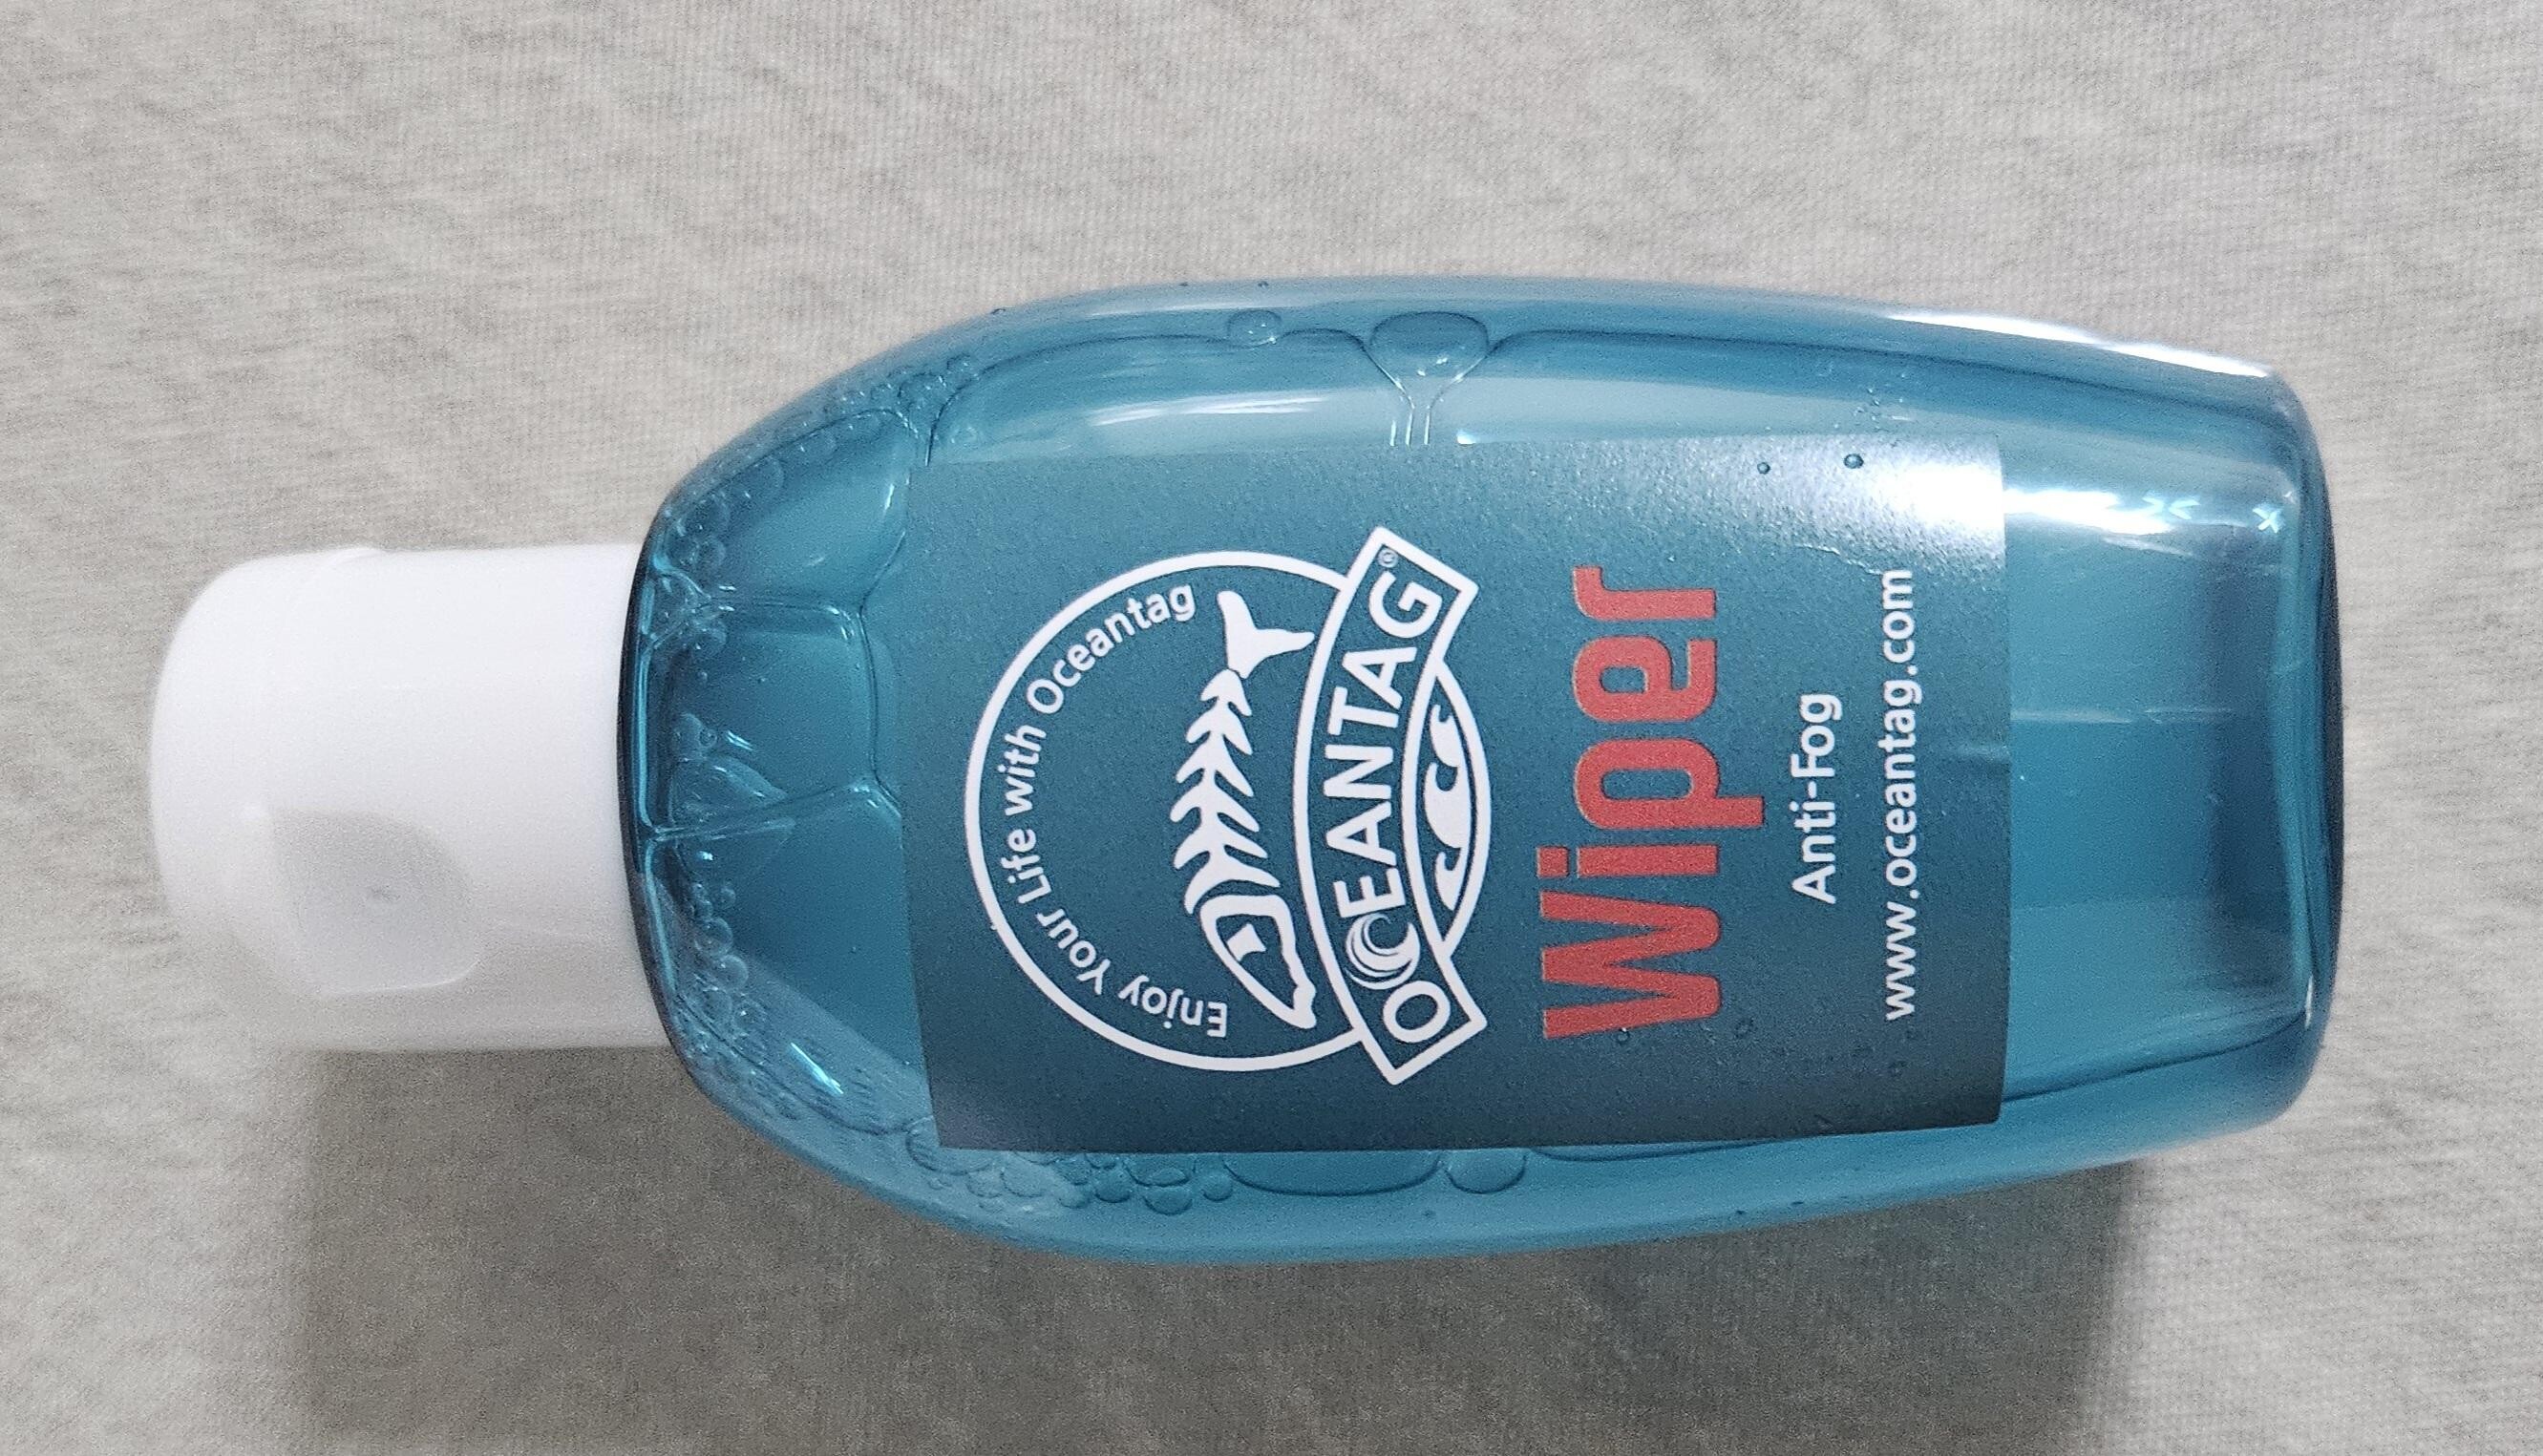 Enjoy Your Life with Oceantag
OCEANTAG®
Wiper
Anti-Fog
www.oceantag.com